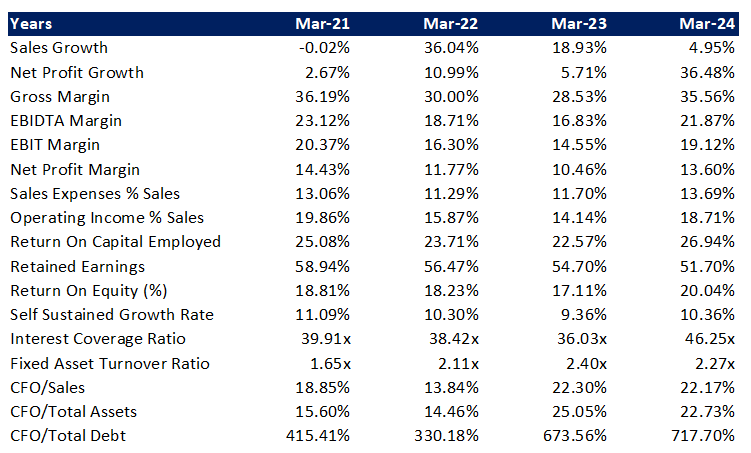 Years Mar-21 Mar-22 Mar-23 Mar-24
Sales Growth -0.02% 36.04% 18.93% 4.95%
Net Profit Growth 2.67% 10.99% 5.71% 36.48%
Gross Margin 36.19% 30.00% 28.53% 35.56%
EBIDTA Margin 23.12% 18.71% 16.83% 21.87%
EBIT Margin 20.37% 16.30% 14.55% 19.12%
Net Profit Margin 14.43% 11.77% 10.46% 13.60%
Sales Expenses % Sales 13.06% 11.29% 11.70% 13.69%
Operating Income % Sales 19.86% 15.87% 14.14% 18.71%
Return On Capital Employed 25.08% 23.71% 22.57% 26.94%
Retained Earnings 58.94% 56.47% 54.70% 51.70%
Return On Equity (%) 18.81% 18.23% 17.11% 20.04%
Self Sustained Growth Rate 11.09% 10.30% 9.36% 10.36%
Interest Coverage Ratio 39.91x 38.42x 36.03x 46.25x
Fixed Asset Turnover Ratio 1.65x 2.11x 2.40x 2.27x
CFO/Sales 18.85% 13.84% 22.30% 22.17%
CFO/Total Assets 15.60% 14.46% 25.05% 22.73%
CFO/Total Debt 415.41% 330.18% 673.56% 717.70%